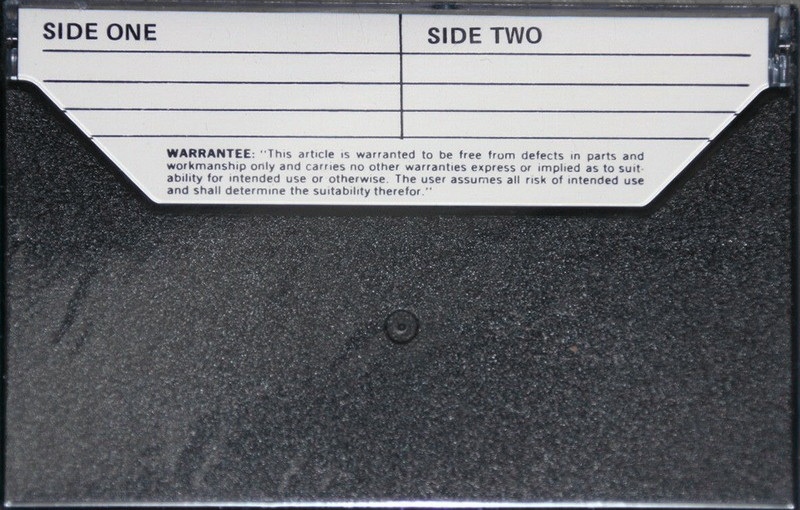 SIDE ONE
SIDE TWO
WARRANTEE: "This article is warranted to be free from defects in parts and
workmanship only and carries no other warranties express or implied as to suit-
ability for intended use or otherwise. The user assumes all risk of intended use
and shall determine the suitability therefor."